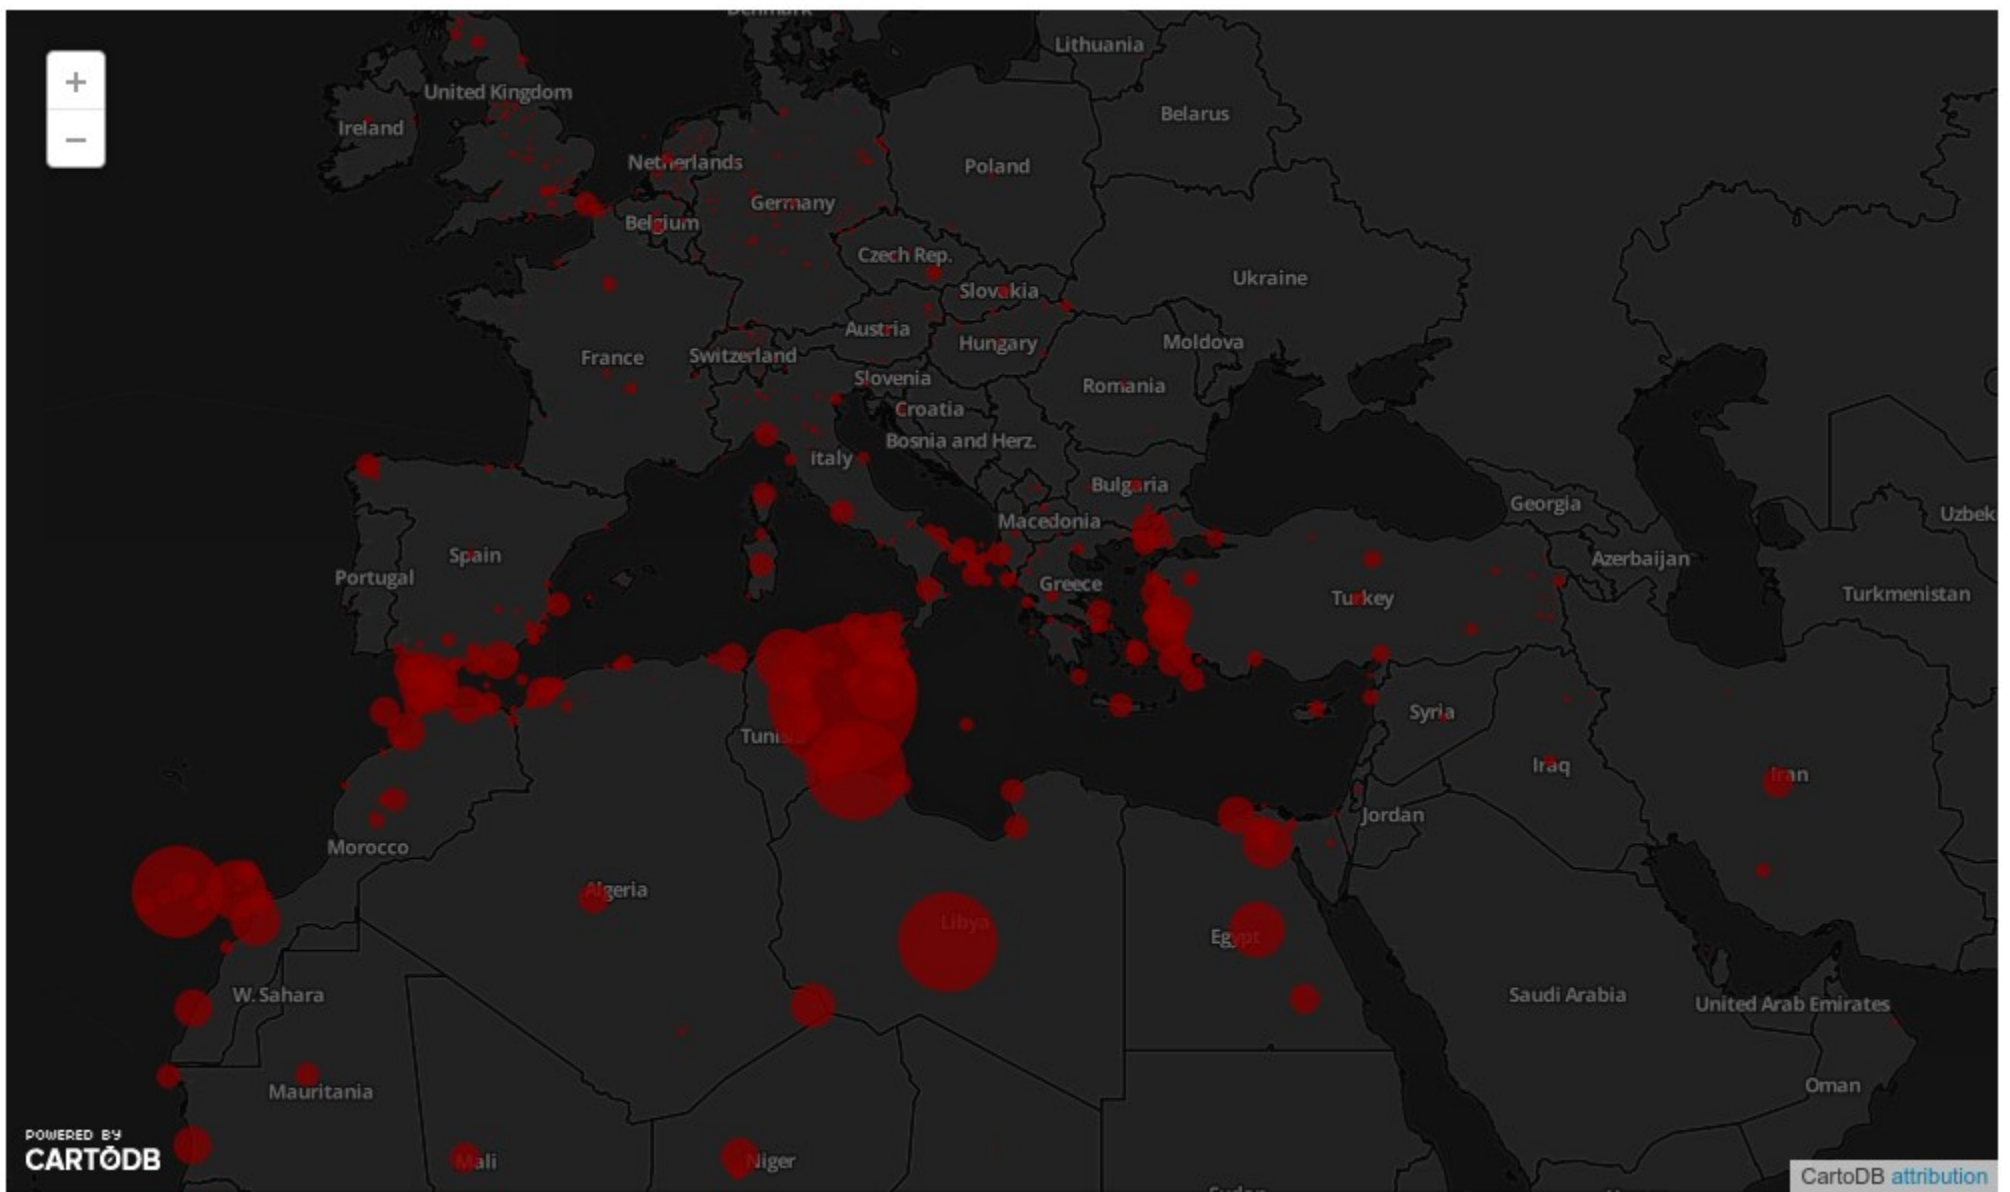 Denmark
Lithuania
+
United Kingdom
Belarus
Ireland
−
Netherlands
Poland
Germany
Belgium
Czech Rep.
Ukraine
Slovakia
Austria
Hungary
Moldova
France
Switzerland
Slovenia
Romania
Croatia
Bosnia and Herz.
Italy
Bulgaria
Georgia
Uzbek
Macedonia
Spain
Azerbaijan
Portugal
Greece
Turkey
Turkmenistan
Syria
Tunisia
Iraq
Iran
Jordan
Morocco
Algeria
Libya
Egypt
W. Sahara
Saudi Arabia
United Arab Emirates
Mauritania
Oman
POWERED BY
CARTODB
Mali
Niger
CartoDB attribution